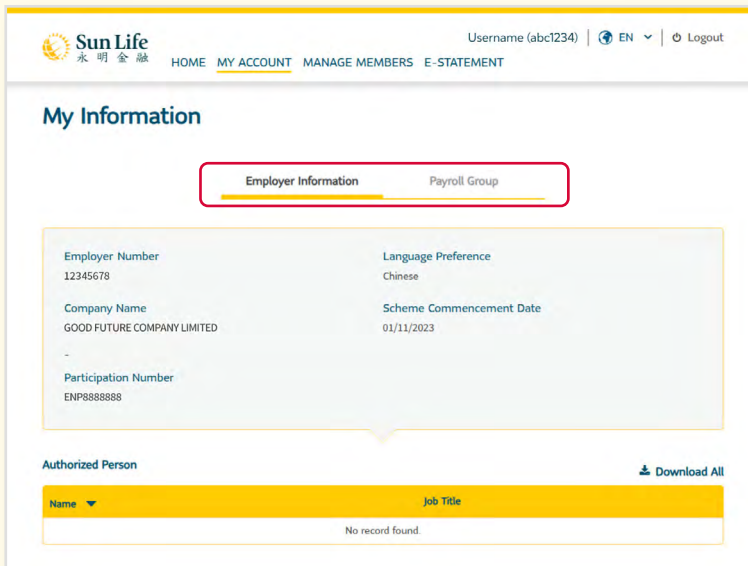 Sun Life
永明金融
Username (abc1234)
EN
Logout
HOME MY ACCOUNT MANAGE MEMBERS E-STATEMENT
My Information
Employer Information Payroll Group
Employer Number Language Preference
12345678 Chinese
Company Name Scheme Commencement Date
GOOD FUTURE COMPANY LIMITED 01/11/2023
-
Participation Number
ENP8888888
Authorized Person Download All
Name Job Title
No record found.